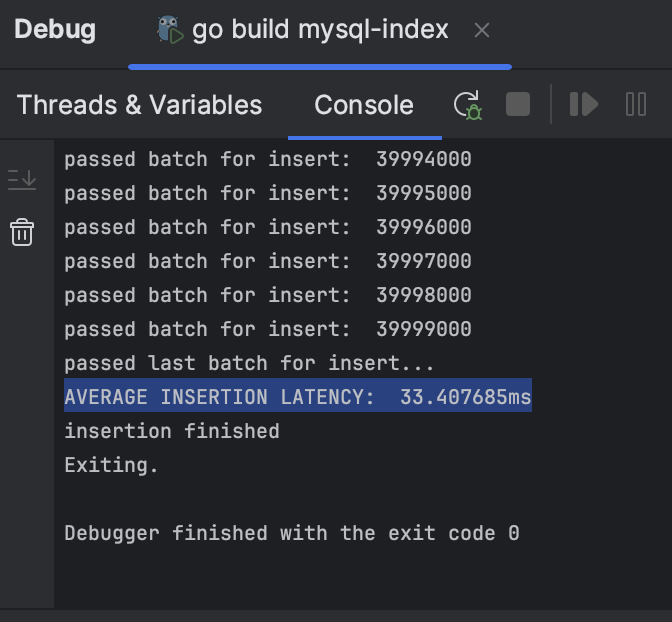 Debug go build mysql-index
Threads & Variables Console
passed batch for insert:  39994000
passed batch for insert:  39995000
passed batch for insert:  39996000
passed batch for insert:  39997000
passed batch for insert:  39998000
passed batch for insert:  39999000
passed last batch for insert...
AVERAGE INSERTION LATENCY:  33.407685ms
insertion finished
Exiting.
Debugger finished with the exit code 0